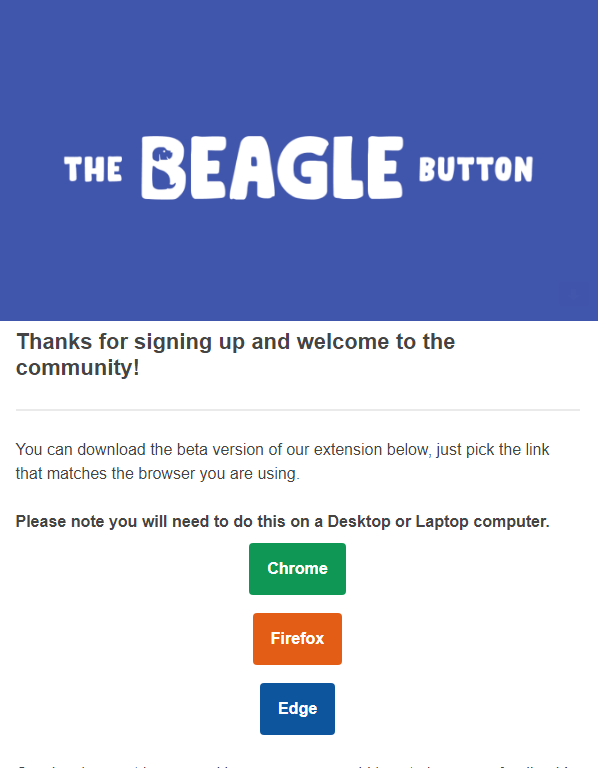 THE BEAGLE BUTTON
Thanks for signing up and welcome to the
community!
You can download the beta version of our extension below, just pick the link
that matches the browser you are using.
Please note you will need to do this on a Desktop or Laptop computer.
Chrome
Firefox
Edge